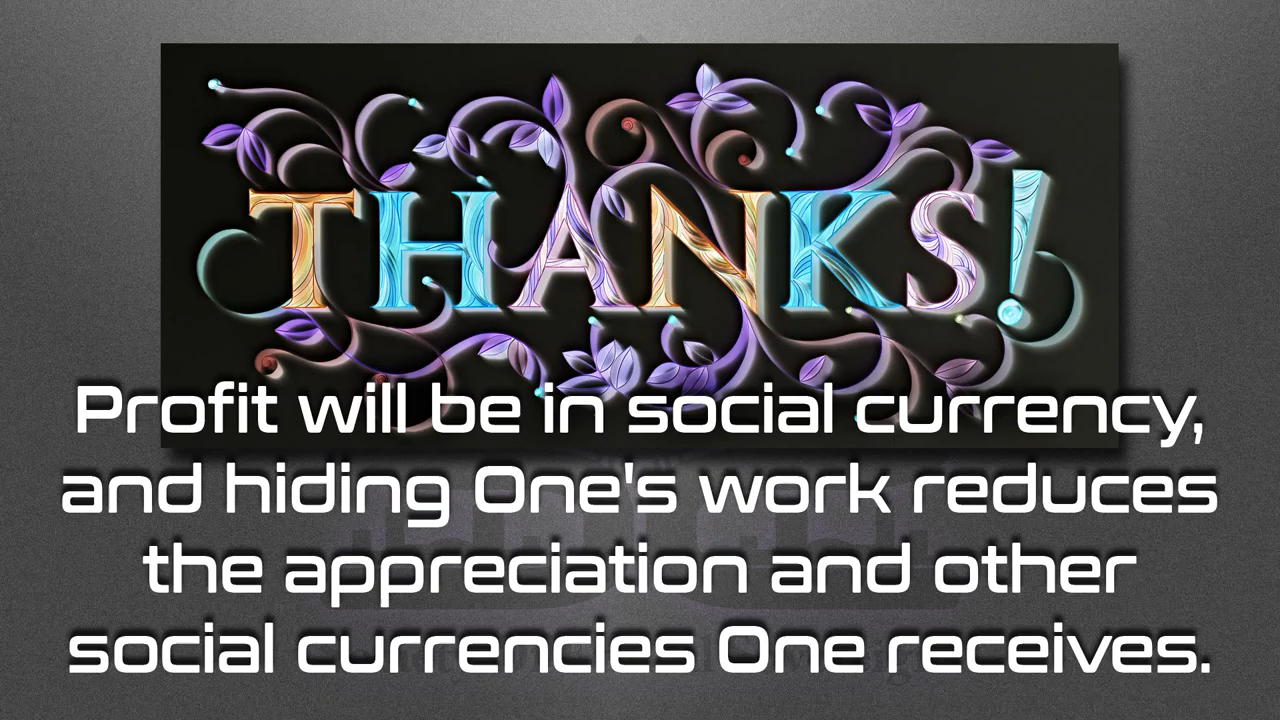 THANKS!
Profit will be in social currency,
and hiding One's work reduces
the appreciation and other
social currencies One receives.